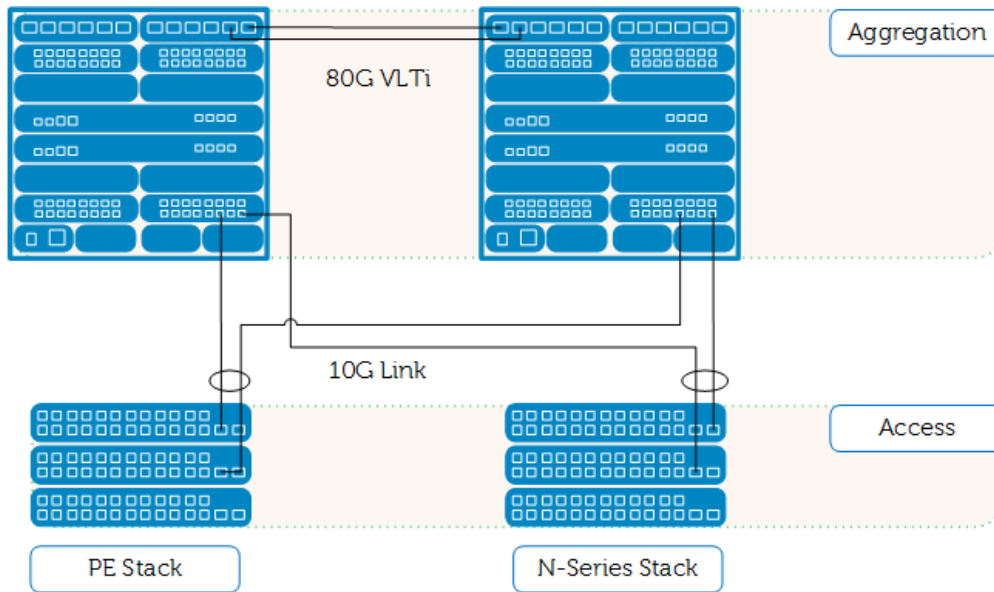 Aggregation
80G VLTi
10G Link
Access
PE Stack
N-Series Stack